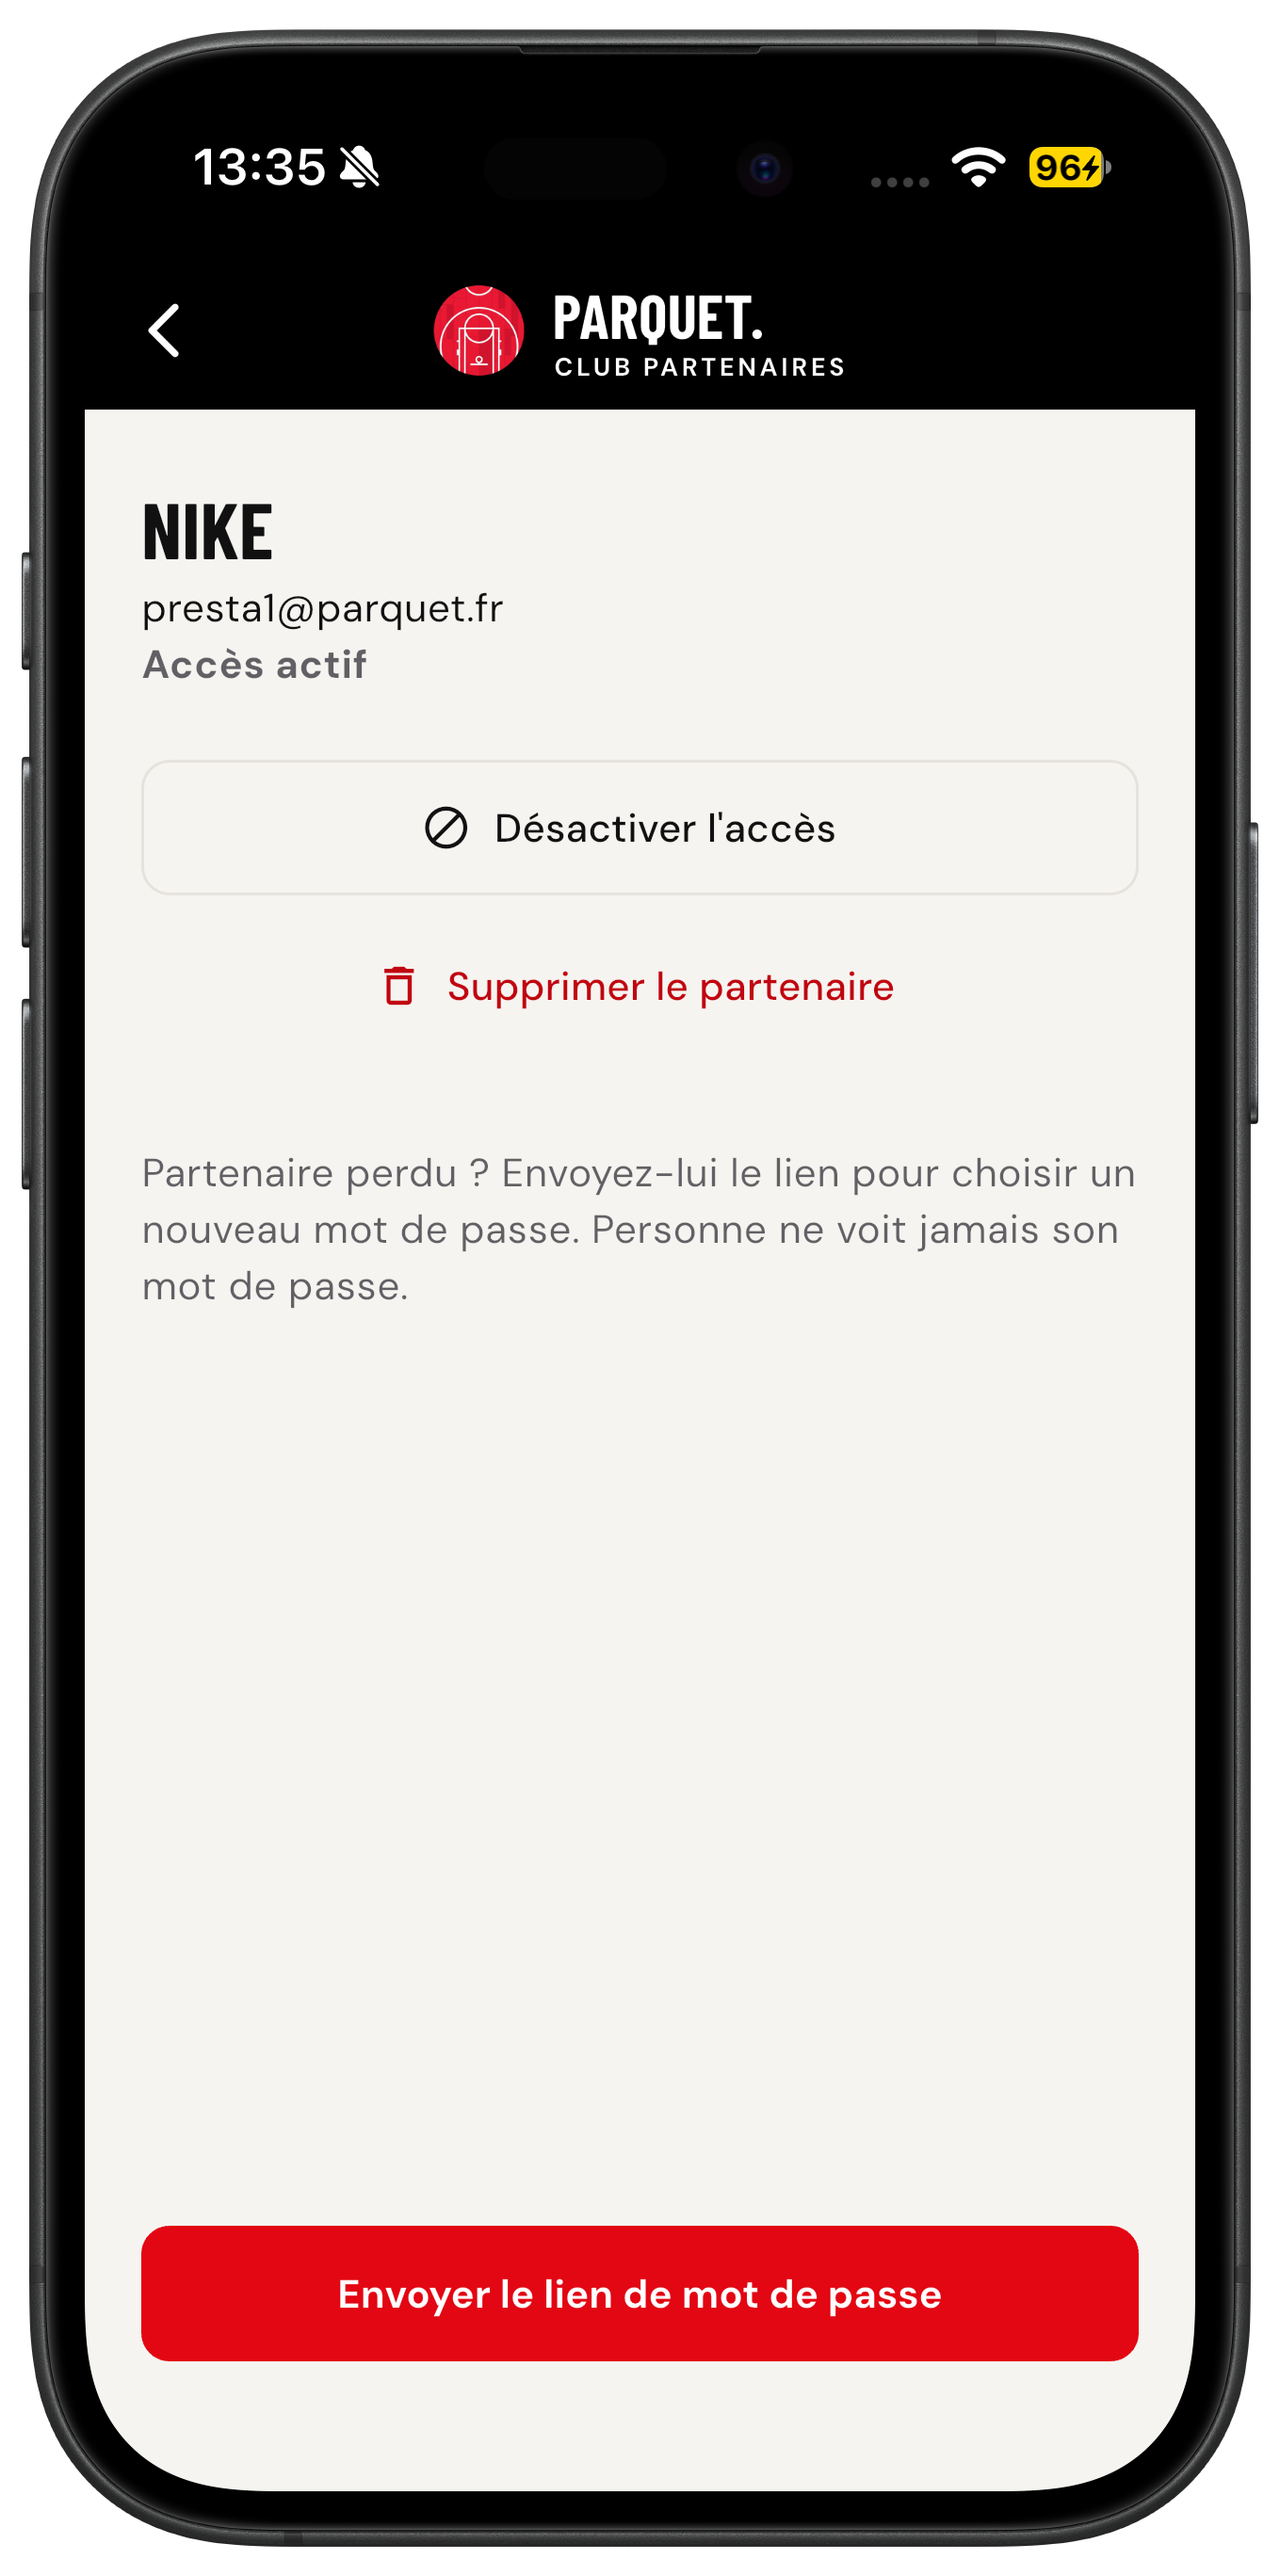 13:35
96
PARQUET.
CLUB PARTENAIRES
NIKE
presta1@parquet.fr
Accès actif
Désactiver l'accès
Supprimer le partenaire
Partenaire perdu ? Envoyez-lui le lien pour choisir un
nouveau mot de passe. Personne ne voit jamais son
mot de passe.
Envoyer le lien de mot de passe